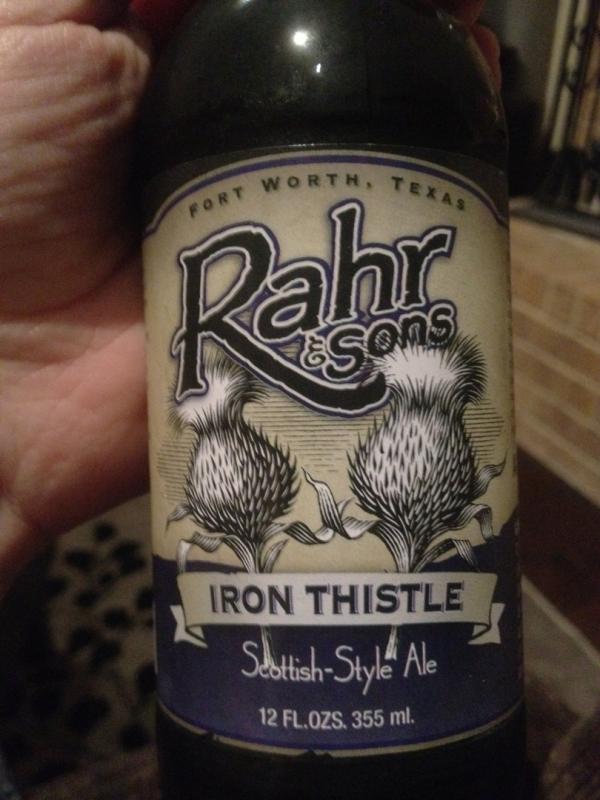 FORT WORTH, TEXAS
Rahr
& Sons
IRON THISTLE
Scottish-Style Ale
12 FL.OZS. 355 ml.